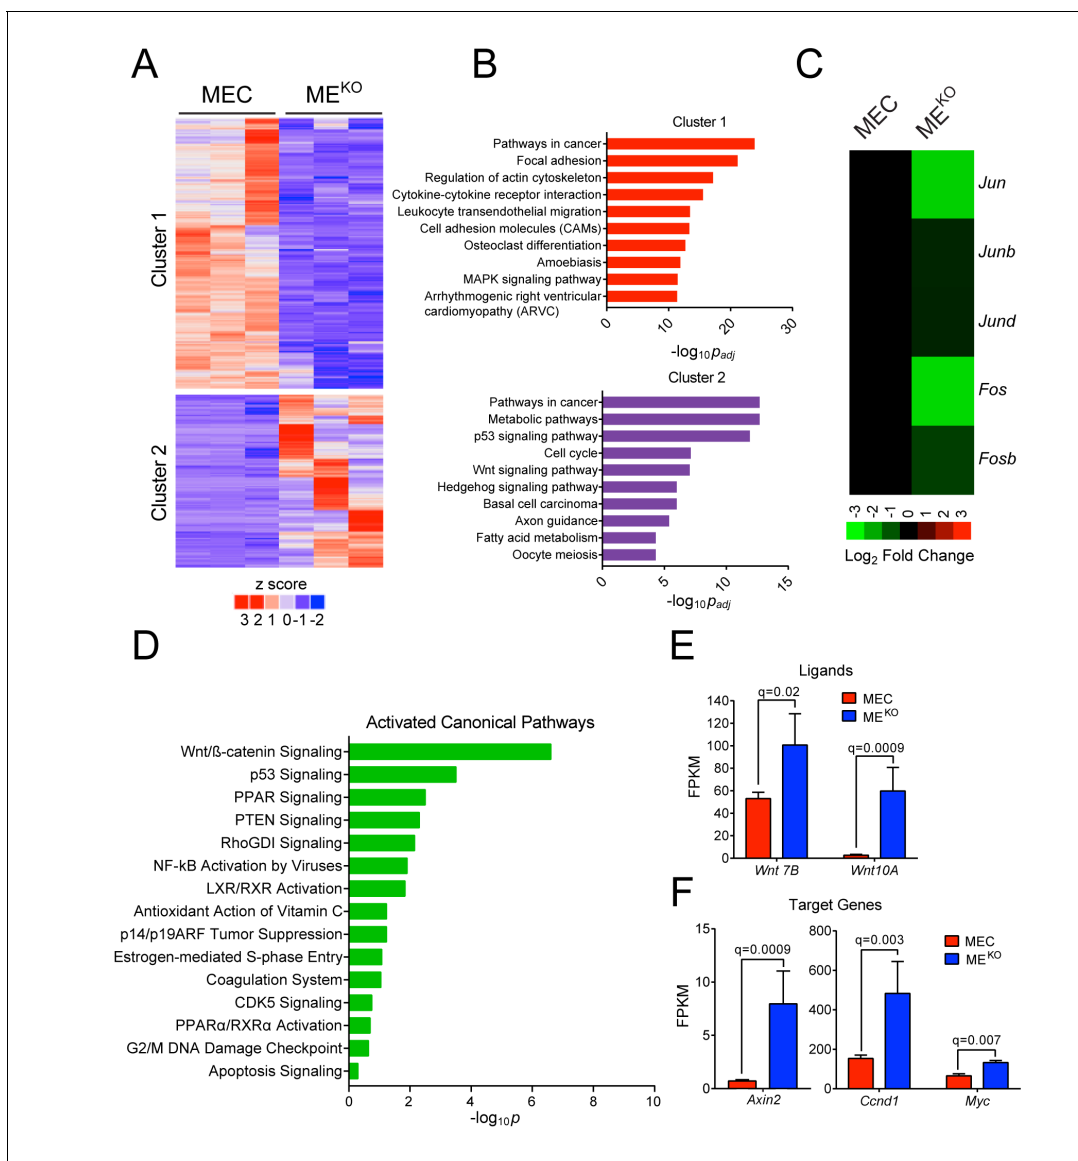 A
MEC
ME^KO
Cluster 1
Cluster 2
z score
3 2 1 0 -1 -2
B
Cluster 1
Pathways in cancer
Focal adhesion
Regulation of actin cytoskeleton
Cytokine-cytokine receptor interaction
Leukocyte transendothelial migration
Cell adhesion molecules (CAMs)
Osteoclast differentiation
Amoebiasis
MAPK signaling pathway
Arrhythmogenic right ventricular
cardiomyopathy (ARVC)
0 10 20 30
-log10padj
Cluster 2
Pathways in cancer
Metabolic pathways
p53 signaling pathway
Cell cycle
Wnt signaling pathway
Hedgehog signaling pathway
Basal cell carcinoma
Axon guidance
Fatty acid metabolism
Oocyte meiosis
0 5 10 15
-log10padj
C
MEC
ME^KO
Jun
Junb
Jund
Fos
Fosb
-3 -2 -1 0 1 2 3
Log2 Fold Change
D
Activated Canonical Pathways
Wnt/ß-catenin Signaling
p53 Signaling
PPAR Signaling
PTEN Signaling
RhoGDI Signaling
NF-kB Activation by Viruses
LXR/RXR Activation
Antioxidant Action of Vitamin C
p14/p19ARF Tumor Suppression
Estrogen-mediated S-phase Entry
Coagulation System
CDK5 Signaling
PPARα/RXRα Activation
G2/M DNA Damage Checkpoint
Apoptosis Signaling
0 2 4 6 8 10
-log10p
E
Ligands
MEC
ME^KO
q=0.02
q=0.0009
FPKM
140
120
100
80
60
40
20
0
Wnt 7B
Wnt10A
F
Target Genes
MEC
ME^KO
FPKM
15
10
5
0
q=0.0009
Axin2
800
600
400
200
0
q=0.003
q=0.007
Ccnd1
Myc